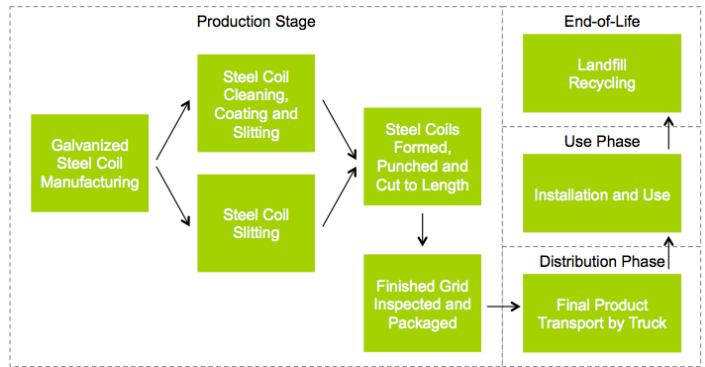 Production Stage
Galvanized
Steel Coil
Manufacturing
Steel Coil
Cleaning,
Coating and
Slitting
Steel Coil
Slitting
Steel Coils
Formed,
Punched and
Cut to Length
Finished Grid
Inspected and
Packaged
Distribution Phase
Final Product
Transport by Truck
Use Phase
Installation and Use
End-of-Life
Landfill
Recycling